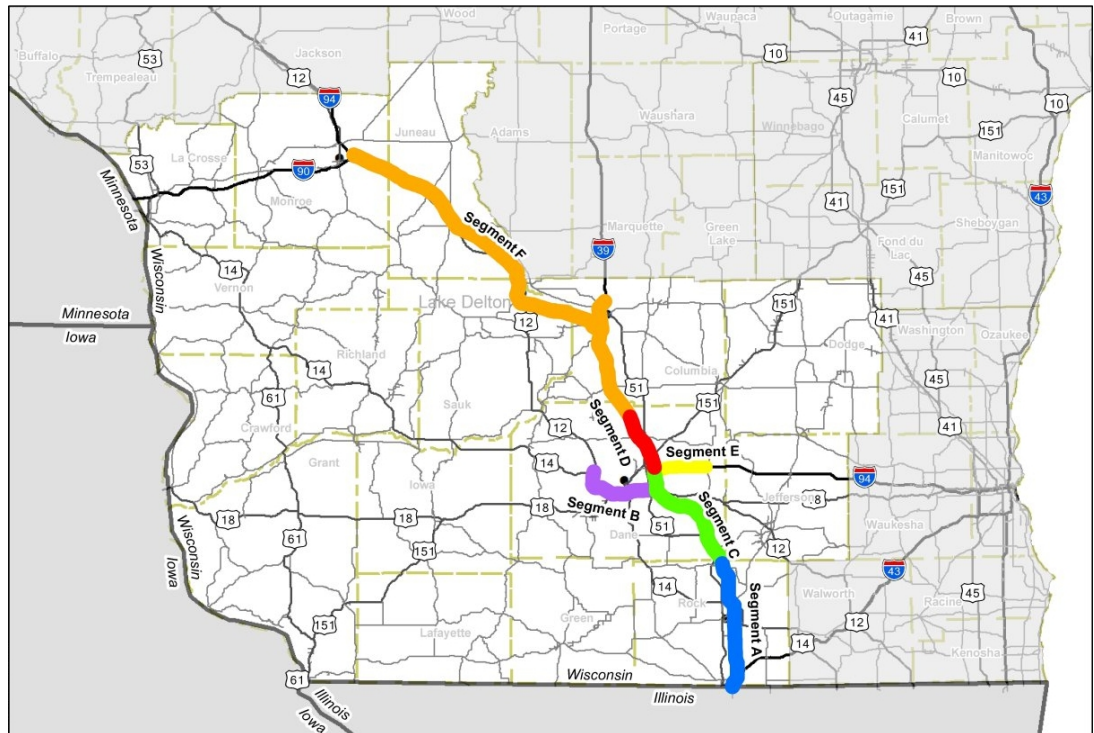 Wood
Portage
Waupaca
Outagamie
Brown
41
53
Jackson
Buffalo
Trempealeau
12
94
10
41
10
45
10
Juneau
Adams
Waushara
Winnebago
Calumet
151
La Crosse
53
Manitowoc
90
151
Monroe
41
43
Minnesota
Wisconsin
Segment F
Marquette
Green
Lake
Sheboygan
39
Fond du
Lac
45
14
Vernon
151
Lake Delton
41
Minnesota
Iowa
12
Washington
Ozaukee
Dodge
Richland
14
Columbia
45
51
151
61
Sauk
41
Crawford
12
Segment D
Segment E
Grant
Iowa
14
94
Jefferson
8
18
18
18
Segment B
Segment C
Waukesha
51
Wisconsin
Iowa
61
Dane
12
151
43
14
Rock
Walworth
45
Racine
151
Green
Segment A
12
Lafayette
14
Kenosha
61
Wisconsin
Illinois
Illinois
Iowa